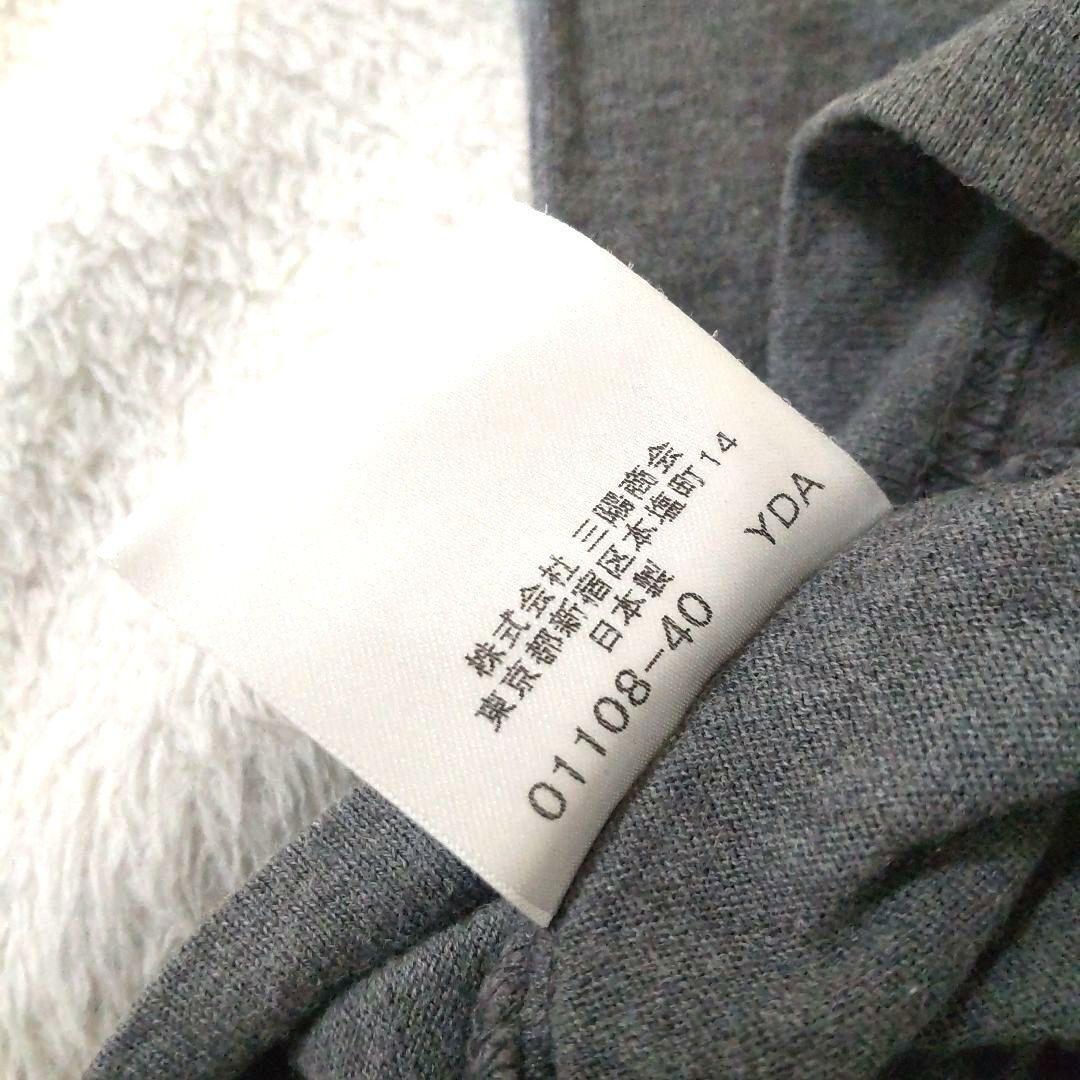 株式会社 三陽商会
東京都新宿区本塩町14
日本製
01108-40
YDA